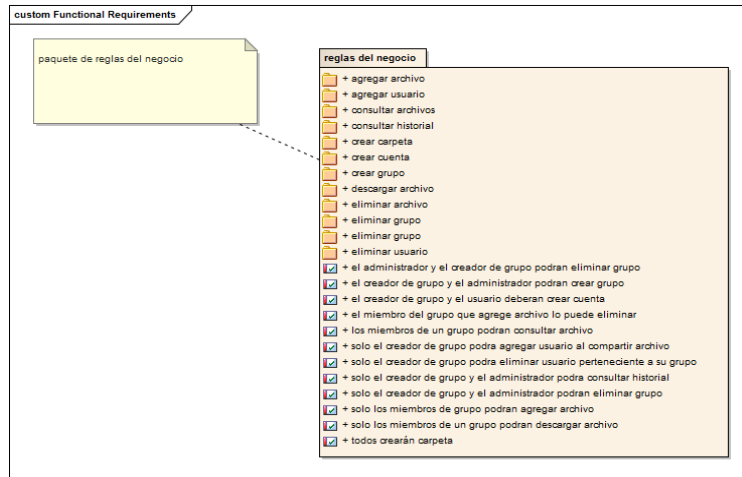 custom Functional Requirements
paquete de reglas del negocio
reglas del negocio
+ agregar archivo
+ agregar usuario
+ consultar archivos
+ consultar historial
+ crear carpeta
+ crear cuenta
+ crear grupo
+ descargar archivo
+ eliminar archivo
+ eliminar grupo
+ eliminar grupo
+ eliminar usuario
+ el administrador y el creador de grupo podran eliminar grupo
+ el creador de grupo y el administrador podran crear grupo
+ el creador de grupo y el usuario deberan crear cuenta
+ el miembro del grupo que agrege archivo lo puede eliminar
+ los miembros de un grupo podran consultar archivo
+ solo el creador de grupo podra agregar usuario al compartir archivo
+ solo el creador de grupo podra eliminar usuario perteneciente a su grupo
+ solo el creador de grupo y el administrador podra consultar historial
+ solo el creador de grupo y el administrador podran eliminar grupo
+ solo los miembros de grupo podran agregar archivo
+ solo los miembros de un grupo podran descargar archivo
+ todos crearán carpeta